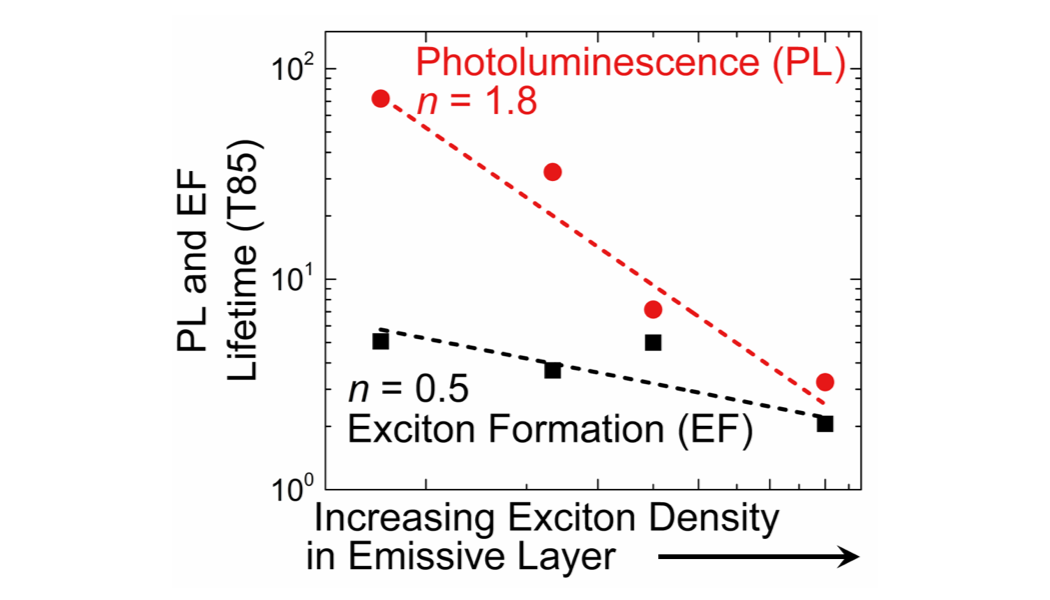 10²
Photoluminescence (PL)
n = 1.8
PL and EF
Lifetime (T85)
10¹
n = 0.5
Exciton Formation (EF)
10⁰
Increasing Exciton Density
in Emissive Layer